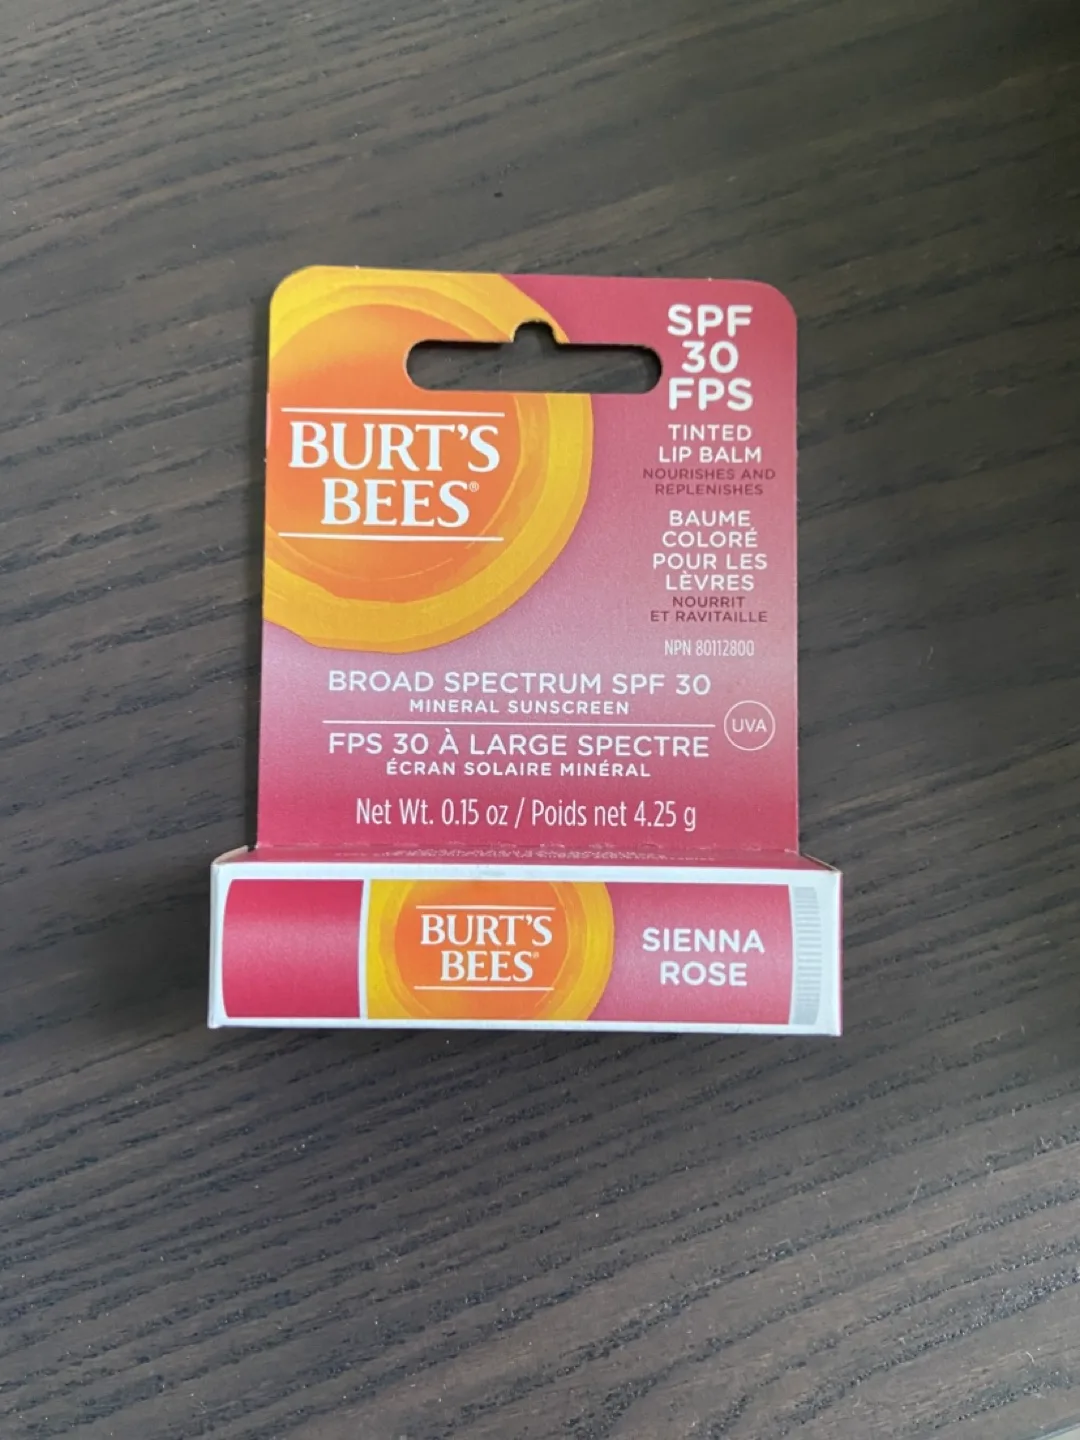 BURT'S
BEES®
SPF
30
FPS
TINTED
LIP BALM
NOURISHES AND
REPLENISHES
BAUME
COLORÉ
POUR LES
LÈVRES
NOURRIT
ET RAVITAILLE
NPN 80112800
BROAD SPECTRUM SPF 30
MINERAL SUNSCREEN
FPS 30 À LARGE SPECTRE
ÉCRAN SOLAIRE MINÉRAL
UVA
Net Wt. 0.15 oz / Poids net 4.25 g
BURT'S
BEES®
SIENNA
ROSE